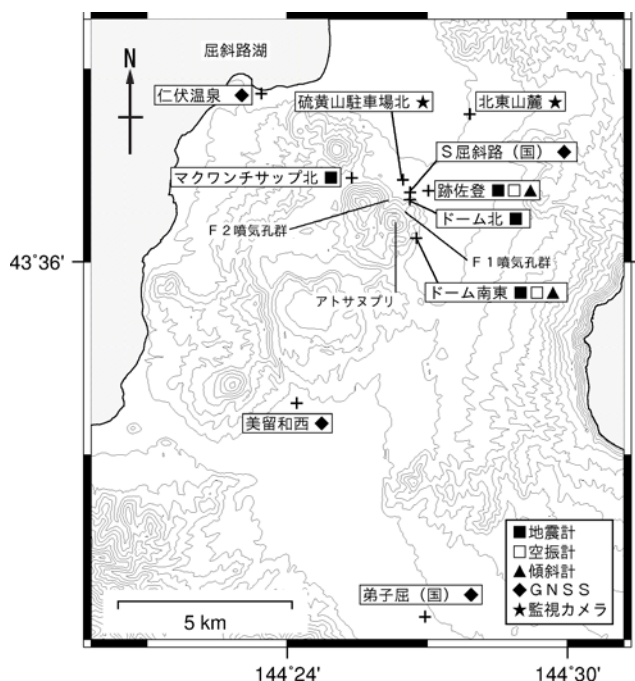 屈斜路湖
N
仁伏温泉◆
硫黄山駐車場北★
北東山麓★
S屈斜路（国）◆
マクワンチサップ北■
跡佐登■□▲
ドーム北■
F2噴気孔群
F1噴気孔群
43°36'
ドーム南東■□▲
アトサヌプリ
美留和西◆
■地震計
□空振計
▲傾斜計
◆GNSS
★監視カメラ
弟子屈（国）◆
5 km
144°24'
144°30'